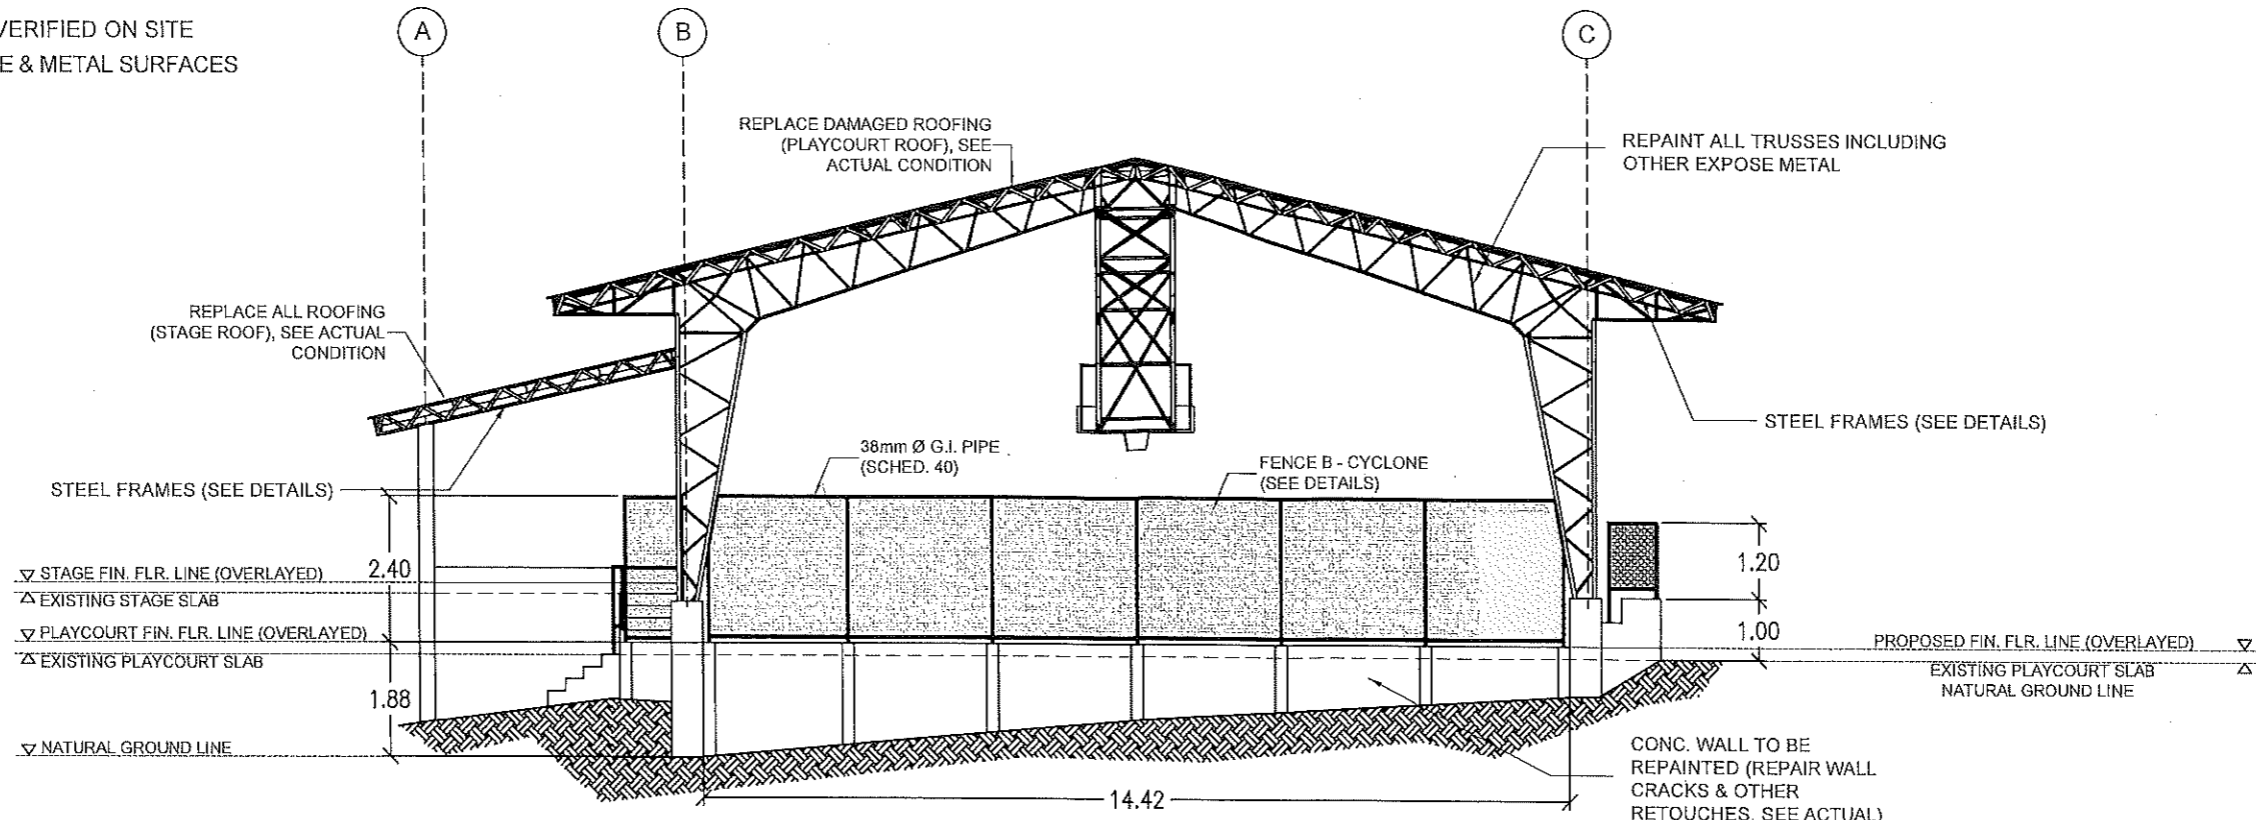 VERIFIED ON SITE
E & METAL SURFACES
A
B
C
REPLACE DAMAGED ROOFING
(PLAYCOURT ROOF), SEE
ACTUAL CONDITION
REPAINT ALL TRUSSES INCLUDING
OTHER EXPOSE METAL
REPLACE ALL ROOFING
(STAGE ROOF), SEE ACTUAL
CONDITION
STEEL FRAMES (SEE DETAILS)
38mm Ø G.I. PIPE
(SCHED. 40)
FENCE B - CYCLONE
(SEE DETAILS)
STEEL FRAMES (SEE DETAILS)
2.40
1.20
STAGE FIN. FLR. LINE (OVERLAYED)
EXISTING STAGE SLAB
PLAYCOURT FIN. FLR. LINE (OVERLAYED)
EXISTING PLAYCOURT SLAB
1.00
PROPOSED FIN. FLR. LINE (OVERLAYED)
EXISTING PLAYCOURT SLAB
NATURAL GROUND LINE
1.88
NATURAL GROUND LINE
14.42
CONC. WALL TO BE
REPAINTED (REPAIR WALL
CRACKS & OTHER
RETOUCHES, SEE ACTUAL)